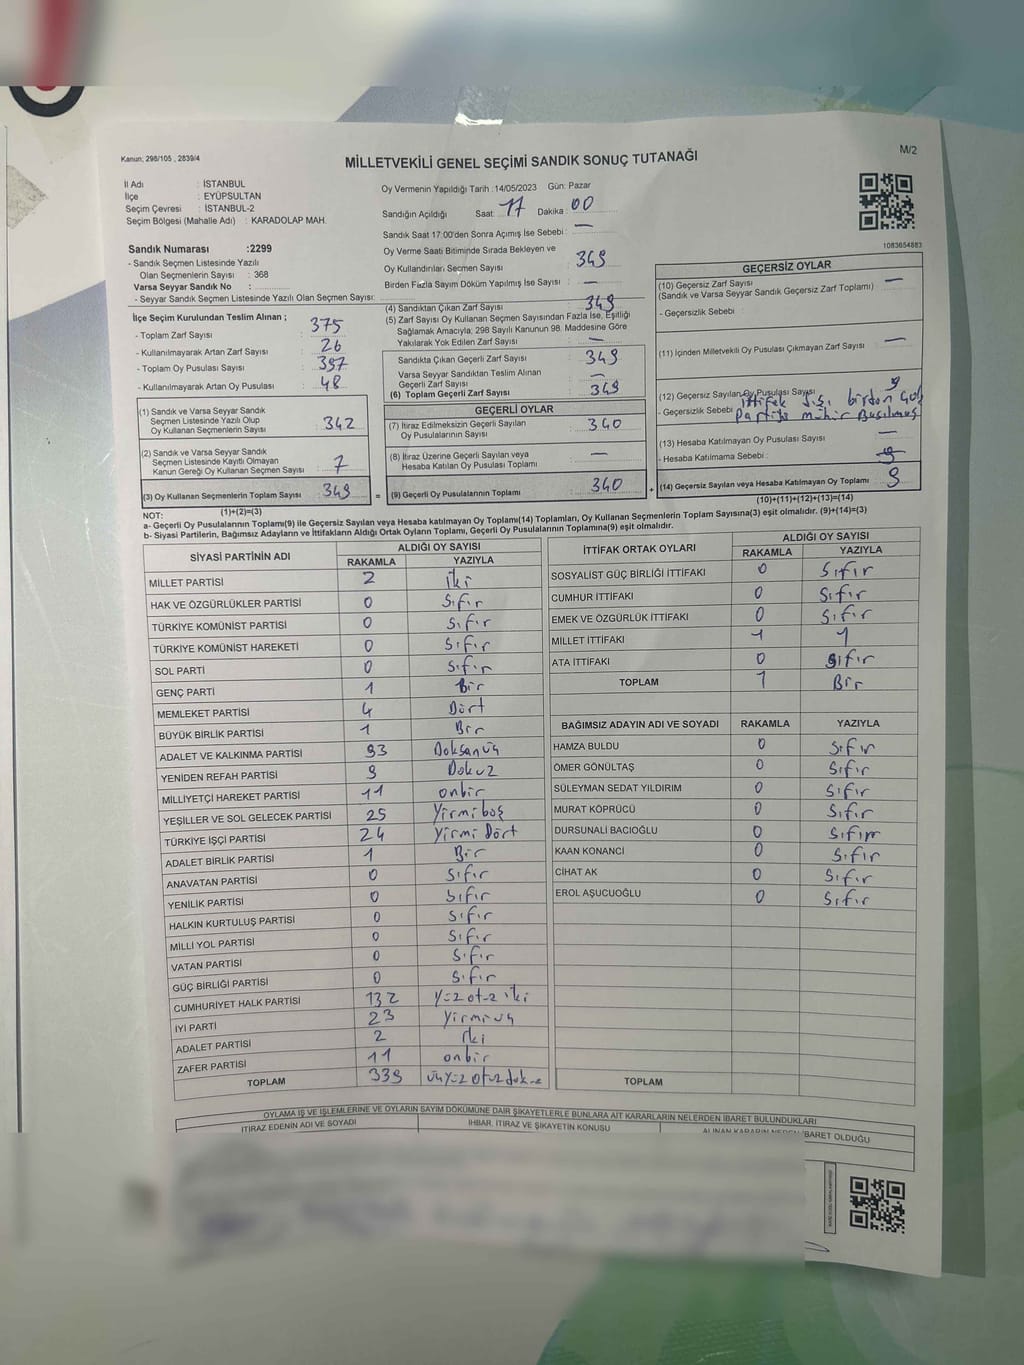 Kanun; 298/105 , 2839/4
MİLLETVEKİLİ GENEL SEÇİMİ SANDIK SONUÇ TUTANAĞI
M/2
İl Adı : İSTANBUL
İlçe : EYÜPSULTAN
Seçim Çevresi : İSTANBUL-2
Seçim Bölgesi (Mahalle Adı) : KARADOLAP MAH.
Sandık Numarası :2299
- Sandık Seçmen Listesinde Yazılı
Olan Seçmenlerin Sayısı : 368
Varsa Seyyar Sandık No :
- Seyyar Sandık Seçmen Listesinde Yazılı Olan Seçmen Sayısı:
İlçe Seçim Kurulundan Teslim Alınan ;
- Toplam Zarf Sayısı : 375
- Kullanılmayarak Artan Zarf Sayısı : 26
- Toplam Oy Pusulası Sayısı : 397
- Kullanılmayarak Artan Oy Pusulası : 48
(1) Sandık ve Varsa Seyyar Sandık
Seçmen Listesinde Yazılı Olup
Oy Kullanan Seçmenlerin Sayısı : 342
(2) Sandık ve Varsa Seyyar Sandık
Seçmen Listesinde Kayıtlı Olmayan
Kanun Gereği Oy Kullanan Seçmen Sayısı : 7
(3) Oy Kullanan Seçmenlerin Toplam Sayısı : 349 =
(1)+(2)=(3)
Oy Vermenin Yapıldığı Tarih :14/05/2023 Gün: Pazar
Sandığın Açıldığı Saat: 17 Dakika: 00
Sandık Saat 17:00'den Sonra Açımış İse Sebebi : —
Oy Verme Saati Bitiminde Sırada Bekleyen ve
Oy Kullandırılan Seçmen Sayısı : 349
Birden Fazla Sayım Döküm Yapılmış İse Sayısı : —
(4) Sandıktan Çıkan Zarf Sayısı : 349
(5) Zarf Sayısı Oy Kullanan Seçmen Sayısından Fazla İse, Eşitliği
Sağlamak Amacıyla; 298 Sayılı Kanunun 98. Maddesine Göre
Yakılarak Yok Edilen Zarf Sayısı : —
Sandıkta Çıkan Geçerli Zarf Sayısı : 349
Varsa Seyyar Sandıktan Teslim Alınan
Geçerli Zarf Sayısı : —
(6) Toplam Geçerli Zarf Sayısı : 349
GEÇERLİ OYLAR
(7) İtiraz Edilmeksizin Geçerli Sayılan
Oy Pusulalarının Sayısı : 340
(8) İtiraz Üzerine Geçerli Sayılan veya
Hesaba Katılan Oy Pusulası Toplamı : —
(9) Geçerli Oy Pusulalarının Toplamı : 340 +
1083654883
GEÇERSİZ OYLAR
(10) Geçersiz Zarf Sayısı : —
(Sandık ve Varsa Seyyar Sandık Geçersiz Zarf Toplamı)
- Geçersizlik Sebebi :
(11) İçinden Milletvekili Oy Pusulası Çıkmayan Zarf Sayısı : —
(12) Geçersiz Sayılan Oy Pusulası Sayısı : 9
- Geçersizlik Sebebi : ittifak dışı birden çok
Partiye mühür Basılmış
(13) Hesaba Katılmayan Oy Pusulası Sayısı : —
- Hesaba Katılmama Sebebi :
(14) Geçersiz Sayılan veya Hesaba Katılmayan Oy Toplamı : 9
(10)+(11)+(12)+(13)=(14)
NOT:
a- Geçerli Oy Pusulalarının Toplamı(9) ile Geçersiz Sayılan veya Hesaba katılmayan Oy Toplamı(14) Toplamları, Oy Kullanan Seçmenlerin Toplam Sayısına(3) eşit olmalıdır. (9)+(14)=(3)
b- Siyasi Partilerin, Bağımsız Adayların ve İttifakların Aldığı Ortak Oyların Toplamı, Geçerli Oy Pusulalarının Toplamına(9) eşit olmalıdır.
SİYASİ PARTİNİN ADI ALDIĞI OY SAYISI
RAKAMLA YAZIYLA
MİLLET PARTİSİ 2 iki
HAK VE ÖZGÜRLÜKLER PARTİSİ 0 Sıfır
TÜRKİYE KOMÜNİST PARTİSİ 0 Sıfır
TÜRKİYE KOMÜNİST HAREKETİ 0 Sıfır
SOL PARTİ 0 Sıfır
GENÇ PARTİ 1 Bir
MEMLEKET PARTİSİ 4 Dört
BÜYÜK BİRLİK PARTİSİ 1 Bir
ADALET VE KALKINMA PARTİSİ 93 Doksanüç
YENİDEN REFAH PARTİSİ 9 Dokuz
MİLLİYETÇİ HAREKET PARTİSİ 11 onbir
YEŞİLLER VE SOL GELECEK PARTİSİ 25 Yirmi beş
TÜRKİYE İŞÇİ PARTİSİ 24 Yirmi Dört
ADALET BİRLİK PARTİSİ 1 Bir
ANAVATAN PARTİSİ 0 Sıfır
YENİLİK PARTİSİ 0 Sıfır
HALKIN KURTULUŞ PARTİSİ 0 Sıfır
MİLLİ YOL PARTİSİ 0 Sıfır
VATAN PARTİSİ 0 Sıfır
GÜÇ BİRLİĞİ PARTİSİ 0 Sıfır
CUMHURİYET HALK PARTİSİ 132 Yüz otuz iki
İYİ PARTİ 23 Yirmi üç
ADALET PARTİSİ 2 İki
ZAFER PARTİSİ 11 onbir
TOPLAM 339 üçYüz otuz dokuz
İTTİFAK ORTAK OYLARI ALDIĞI OY SAYISI
RAKAMLA YAZIYLA
SOSYALİST GÜÇ BİRLİĞİ İTTİFAKI 0 Sıfır
CUMHUR İTTİFAKI 0 Sıfır
EMEK VE ÖZGÜRLÜK İTTİFAKI 0 Sıfır
MİLLET İTTİFAKI 1 1
ATA İTTİFAKI 0 sıfır
TOPLAM 1 Bir
BAĞIMSIZ ADAYIN ADI VE SOYADI RAKAMLA YAZIYLA
HAMZA BULDU 0 Sıfır
ÖMER GÖNÜLTAŞ 0 Sıfır
SÜLEYMAN SEDAT YILDIRIM 0 Sıfır
MURAT KÖPRÜCÜ 0 Sıfır
DURSUNALİ BACIOĞLU 0 Sıfır
KAAN KONANCİ 0 Sıfır
CİHAT AK 0 Sıfır
EROL AŞUCUOĞLU 0 Sıfır
TOPLAM
OYLAMA İŞ VE İŞLEMLERİNE VE OYLARIN SAYIM DÖKÜMÜNE DAİR ŞİKAYETLERLE BUNLARA AİT KARARLARIN NELERDEN İBARET BULUNDUKLARI
İTİRAZ EDENİN ADI VE SOYADI İHBAR, İTİRAZ VE ŞİKAYETİN KONUSU ALINAN KARARIN NEDEN İBARET OLDUĞU